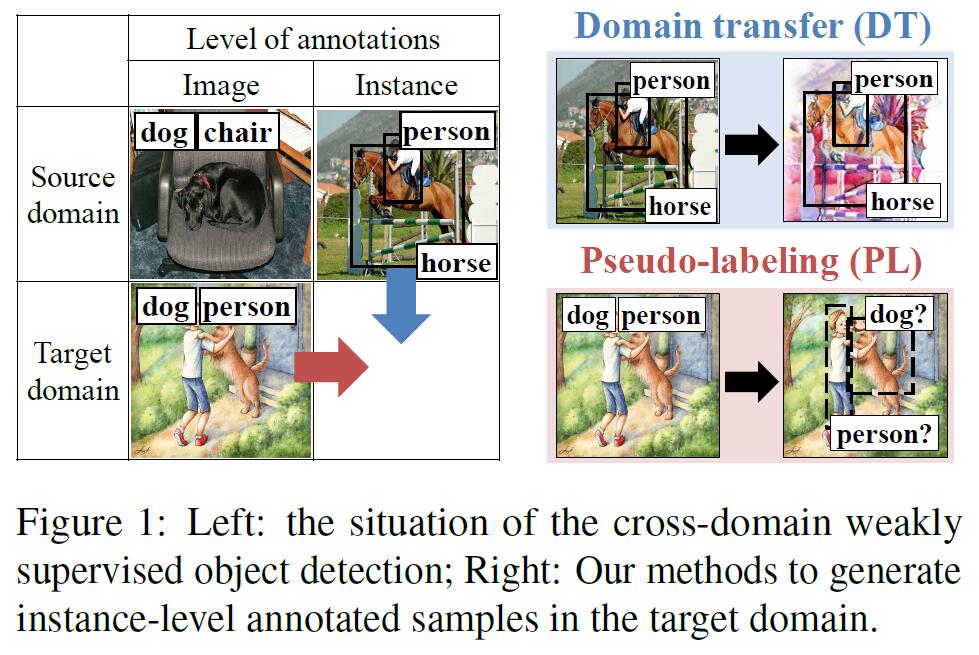 Level of annotations
Image
Instance
Source
domain
dog chair
person
horse
Target
domain
dog person
Domain transfer (DT)
person
horse
person
horse
Pseudo-labeling (PL)
dog person
dog?
person?
Figure 1: Left: the situation of the cross-domain weakly
supervised object detection; Right: Our methods to generate
instance-level annotated samples in the target domain.